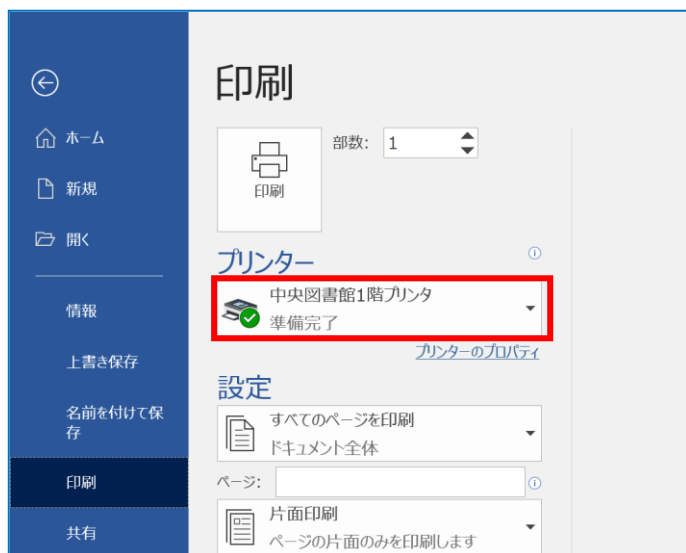 印刷
ホーム
新規
開く
情報
上書き保存
名前を付けて保
存
印刷
共有
印刷
部数: 1
プリンター
中央図書館1階プリンタ
準備完了
プリンターのプロパティ
設定
すべてのページを印刷
ドキュメント全体
ページ:
片面印刷
ページの片面のみを印刷します